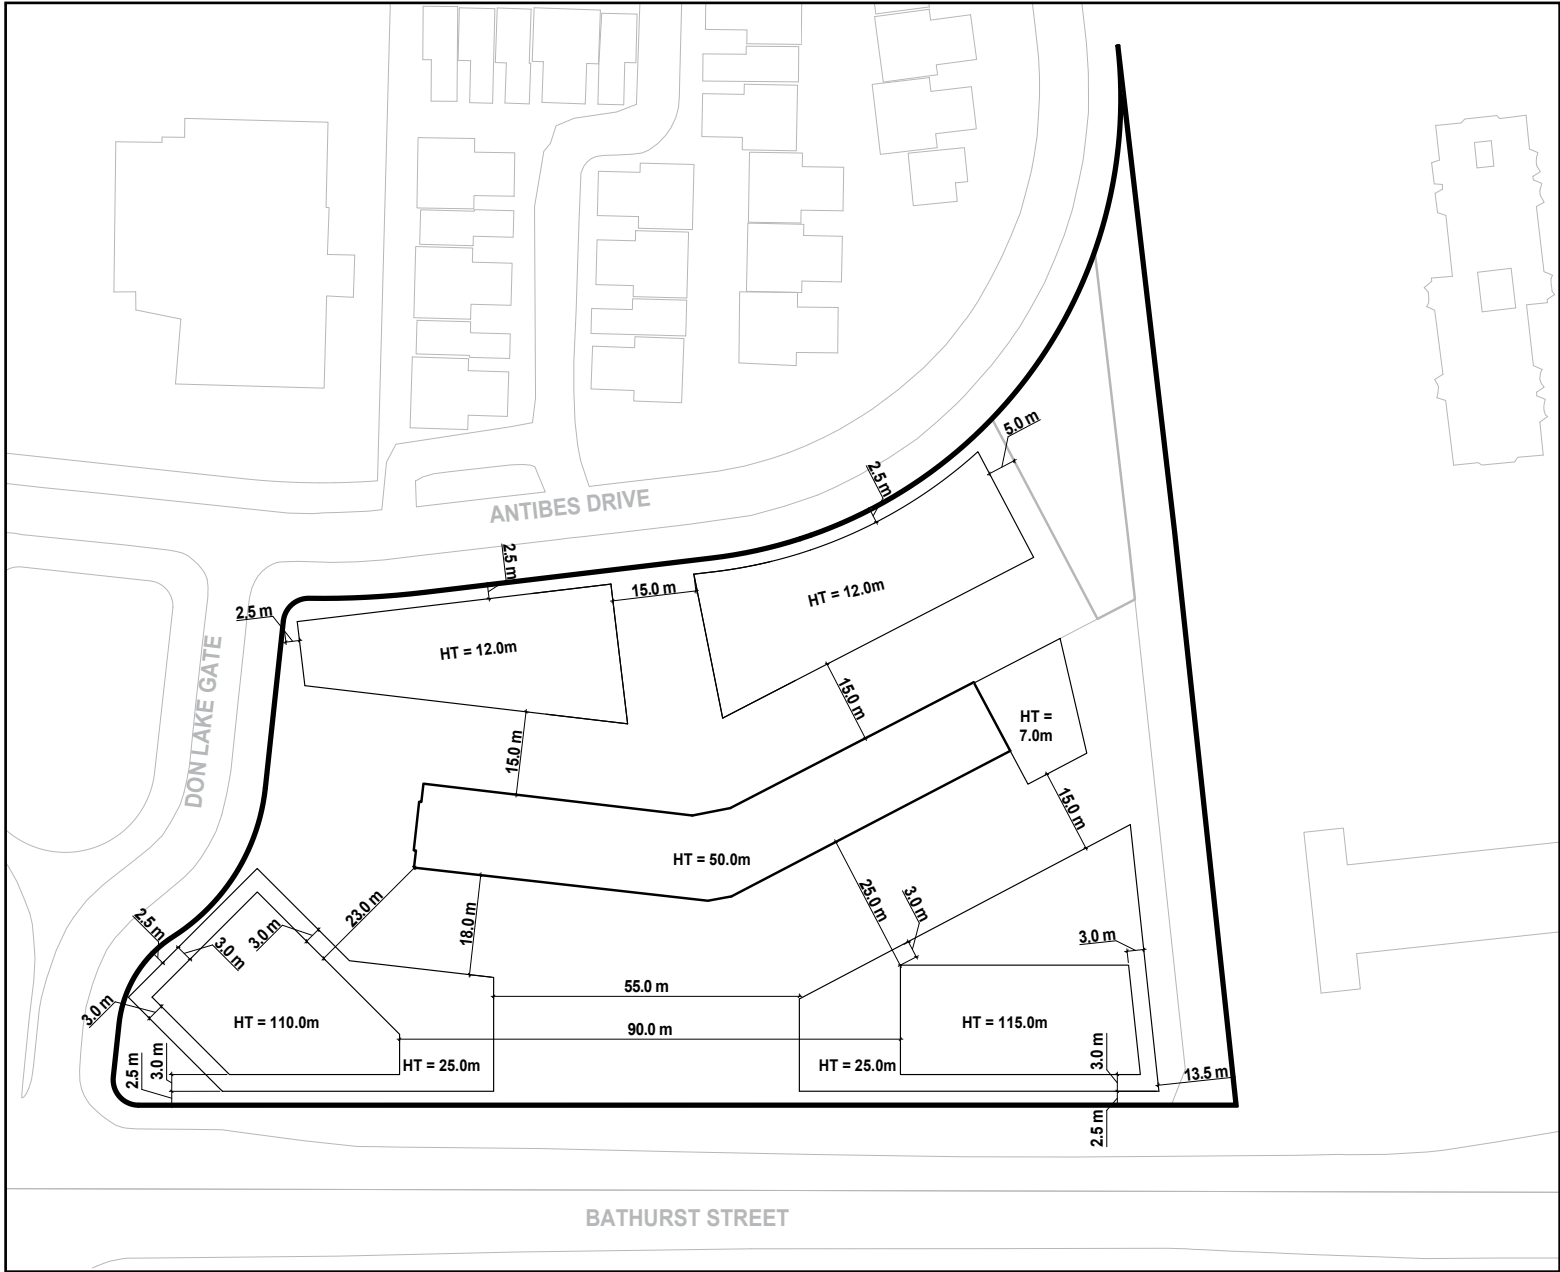 5.0 m
2.5 m
ANTIBES DRIVE
2.5 m
15.0 m
HT = 12.0m
2.5 m
HT = 12.0m
DON LAKE GATE
15.0 m
HT =
7.0m
15.0 m
15.0 m
HT = 50.0m
25.0 m
3.0 m
23.0 m
18.0 m
2.5 m
3.0 m
3.0 m
3.0 m
55.0 m
3.0 m
HT = 110.0m
90.0 m
HT = 115.0m
HT = 25.0m
HT = 25.0m
3.0 m
2.5 m
3.0 m
13.5 m
2.5 m
BATHURST STREET